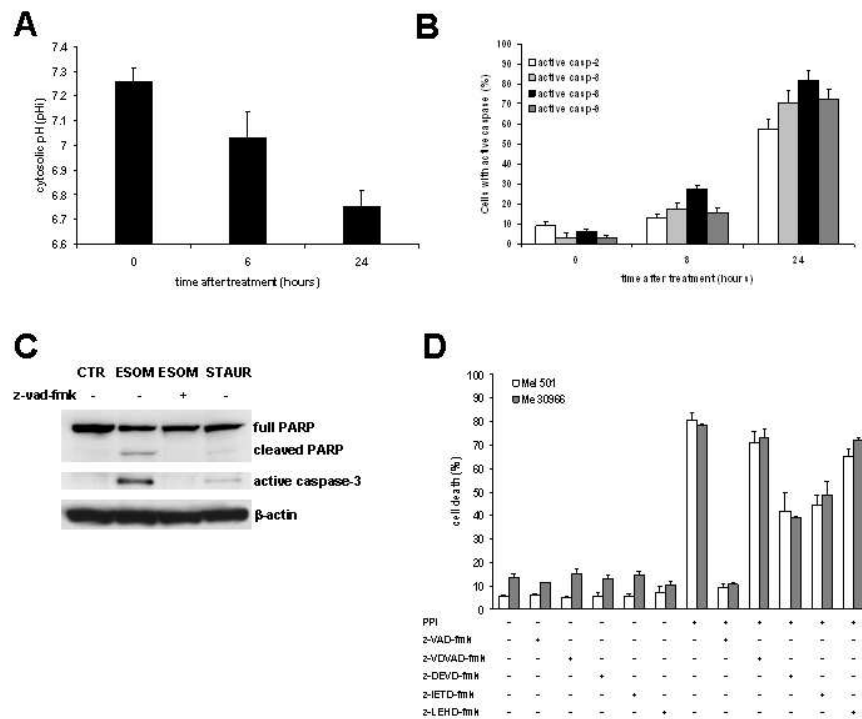 A
7.4
7.3
7.2
7.1
7
6.9
6.8
6.7
6.6
cytosolic pH (pHi)
0 6 24
time after treatment (hours)
B
100
90
80
70
60
50
40
30
20
10
0
Cells with active caspase (%)
active casp-2
active casp-3
active casp-8
active casp-9
0 8 24
time after treatment (hours)
C
CTR ESOM ESOM STAUR
z-vad-fmk - - + -
full PARP
cleaved PARP
active caspase-3
β-actin
D
100
90
80
70
60
50
40
30
20
10
0
cell death (%)
Mel 501
Me 30966
PPI - - - - - - + + + + + +
z-VAD-fmk - + - - - - - + - - - -
z-VDVAD-fmk - - + - - - - - + - - -
z-DEVD-fmk - - - + - - - - - + - -
z-IETD-fmk - - - - + - - - - - + -
z-LEHD-fmk - - - - - + - - - - - +